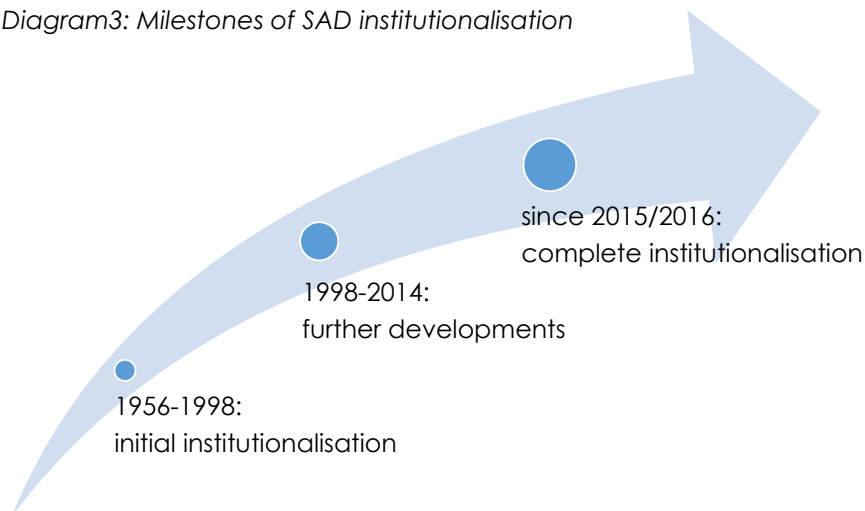 Diagram3: Milestones of SAD institutionalisation
since 2015/2016:
complete institutionalisation
1998-2014:
further developments
1956-1998:
initial institutionalisation